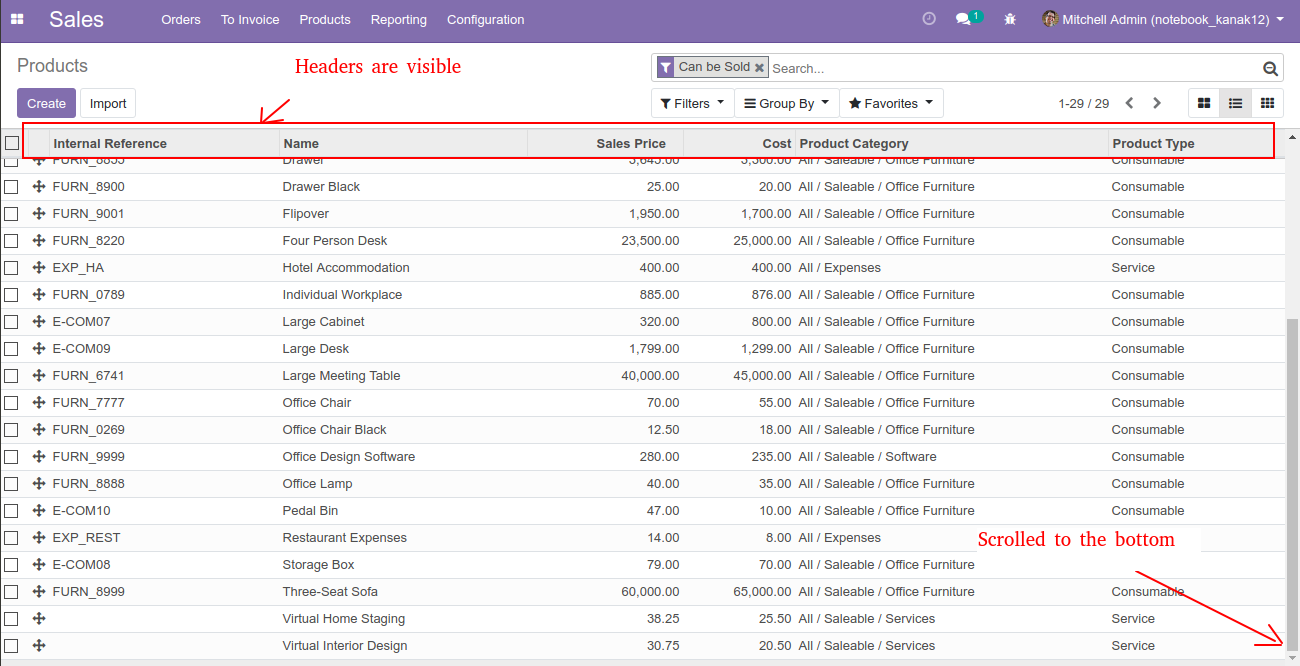 Sales Orders To Invoice Products Reporting Configuration 1 Mitchell Admin (notebook_kanak12)
Products Headers are visible Can be Sold Search...
Create Import Filters Group By Favorites 1-29 / 29
Internal Reference Name Sales Price Cost Product Category Product Type
FURN_8855 Drawer All / Saleable / Office Furniture Consumable
FURN_8900 Drawer Black 25.00 20.00 All / Saleable / Office Furniture Consumable
FURN_9001 Flipover 1,950.00 1,700.00 All / Saleable / Office Furniture Consumable
FURN_8220 Four Person Desk 23,500.00 25,000.00 All / Saleable / Office Furniture Consumable
EXP_HA Hotel Accommodation 400.00 400.00 All / Expenses Service
FURN_0789 Individual Workplace 885.00 876.00 All / Saleable / Office Furniture Consumable
E-COM07 Large Cabinet 320.00 800.00 All / Saleable / Office Furniture Consumable
E-COM09 Large Desk 1,799.00 1,299.00 All / Saleable / Office Furniture Consumable
FURN_6741 Large Meeting Table 40,000.00 45,000.00 All / Saleable / Office Furniture Consumable
FURN_7777 Office Chair 70.00 55.00 All / Saleable / Office Furniture Consumable
FURN_0269 Office Chair Black 12.50 18.00 All / Saleable / Office Furniture Consumable
FURN_9999 Office Design Software 280.00 235.00 All / Saleable / Software Consumable
FURN_8888 Office Lamp 40.00 35.00 All / Saleable / Office Furniture Consumable
E-COM10 Pedal Bin 47.00 10.00 All / Saleable / Office Furniture Consumable
EXP_REST Restaurant Expenses 14.00 8.00 All / Expenses
Scrolled to the bottom
E-COM08 Storage Box 79.00 70.00 All / Saleable / Office Furniture
FURN_8999 Three-Seat Sofa 60,000.00 65,000.00 All / Saleable / Office Furniture Consumable
Virtual Home Staging 38.25 25.50 All / Saleable / Services Service
Virtual Interior Design 30.75 20.50 All / Saleable / Services Service